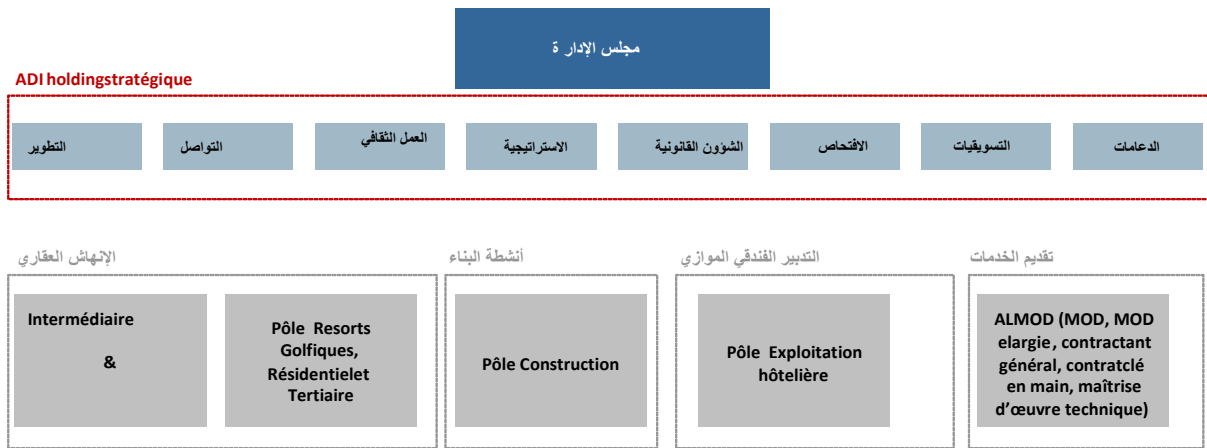 مجلس الإدار ة
ADI holdingstratégique
التطوير
التواصل
العمل الثقافي
الاستراتيجية
الشؤون القانونية
الافتحاص
التسويقيات
الدعامات
الإنهاش العقاري
أنشطة البناء
التدبير الفندقي الموازي
تقديم الخدمات
Intermédiaire
&
Pôle Resorts
Golfiques,
Résidentielet
Tertiaire
Pôle Construction
Pôle Exploitation
hôtelière
ALMOD (MOD, MOD
elargie, contractant
général, contratclé
en main, maîtrise
d’œuvre technique)